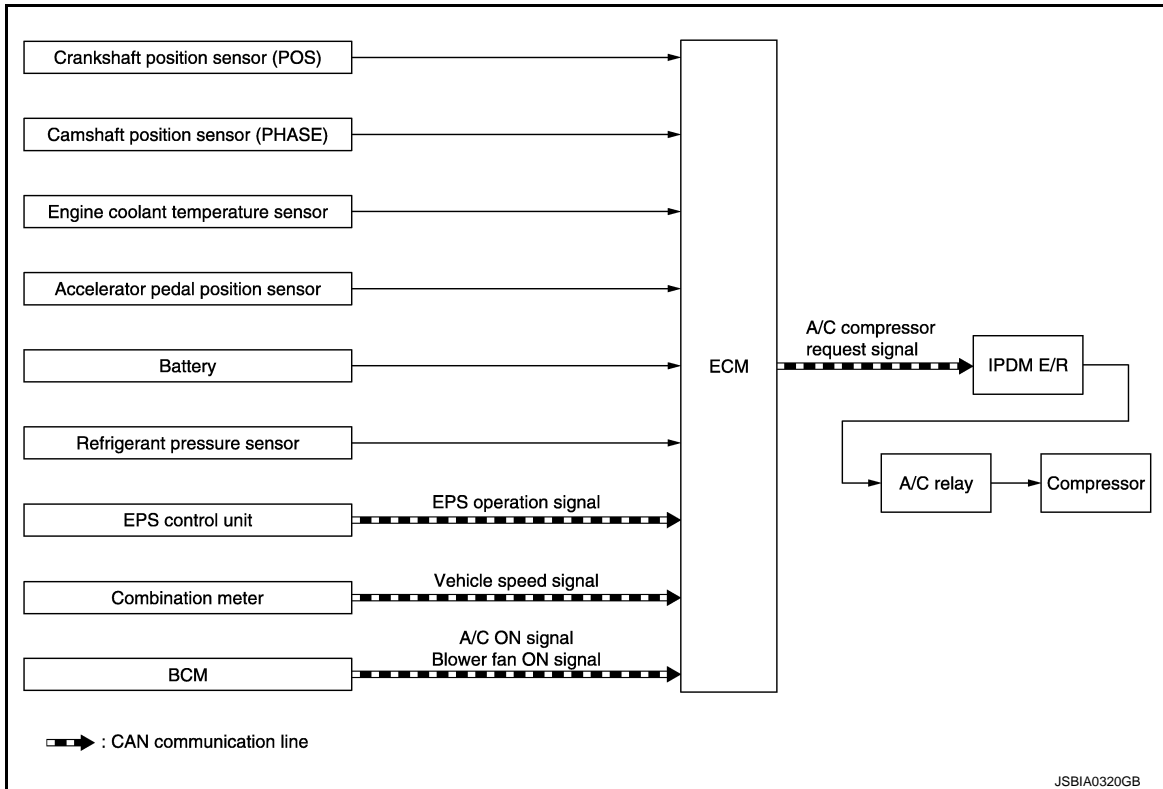 Crankshaft position sensor (POS)
Camshaft position sensor (PHASE)
Engine coolant temperature sensor
Accelerator pedal position sensor
Battery
Refrigerant pressure sensor
EPS control unit
Combination meter
BCM
EPS operation signal
Vehicle speed signal
A/C ON signal
Blower fan ON signal
ECM
A/C compressor
request signal
IPDM E/R
A/C relay
Compressor
: CAN communication line
JSBIA0320GB